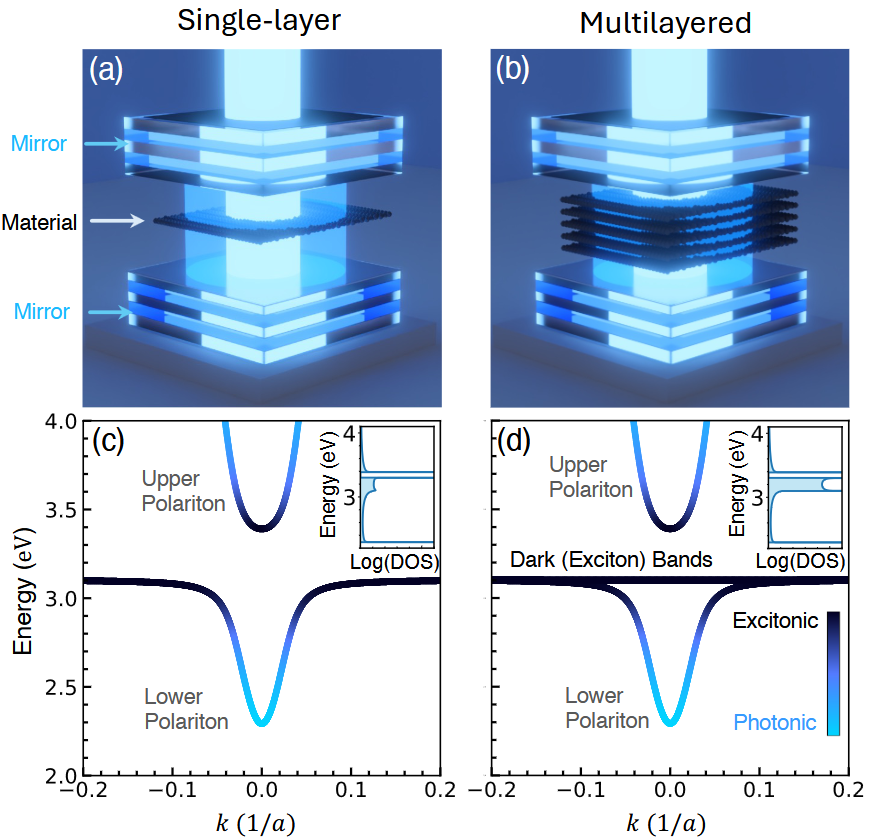 Single-layer
Multilayered
(a)
(b)
Mirror
Material
Mirror
(c)
(d)
4.0
3.5
3.0
2.5
2.0
Energy (eV)
Upper
Polariton
Lower
Polariton
4
3
Energy (eV)
Log(DOS)
−0.2
−0.1
0.0
0.1
0.2
k (1/a)
Upper
Polariton
Dark (Exciton) Bands
Lower
Polariton
4
3
Energy (eV)
Log(DOS)
Excitonic
Photonic
−0.2
−0.1
0.0
0.1
0.2
k (1/a)